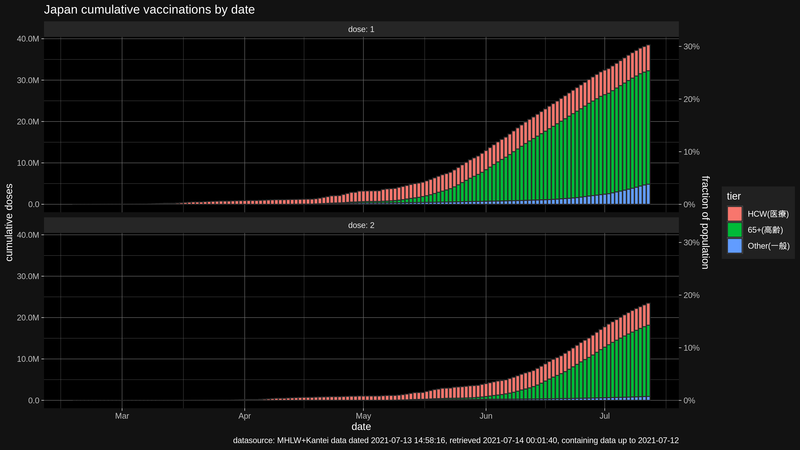 Japan cumulative vaccinations by date
dose: 1
40.0M
30.0M
20.0M
10.0M
0.0
30%
20%
10%
0%
dose: 2
40.0M
30.0M
20.0M
10.0M
0.0
30%
20%
10%
0%
cumulative doses
fraction of population
Mar Apr May Jun Jul
date
tier
HCW(医療)
65+(高齢)
Other(一般)
datasource: MHLW+Kantei data dated 2021-07-13 14:58:16, retrieved 2021-07-14 00:01:40, containing data up to 2021-07-12